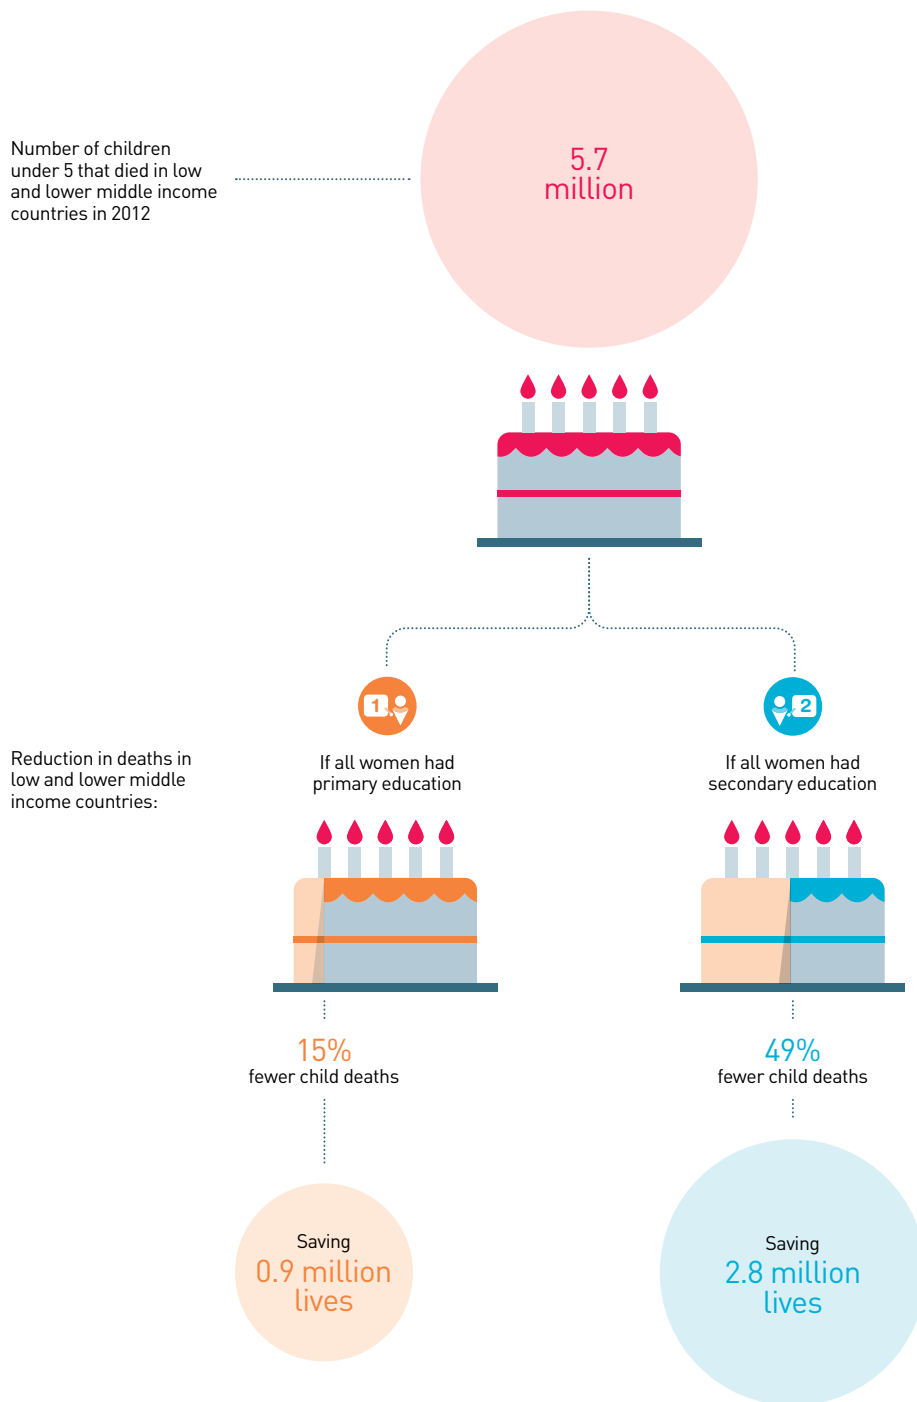 Number of children
under 5 that died in low
and lower middle income
countries in 2012
5.7
million
1
2
Reduction in deaths in
low and lower middle
income countries:
If all women had
primary education
If all women had
secondary education
15%
fewer child deaths
49%
fewer child deaths
Saving
0.9 million
lives
Saving
2.8 million
lives